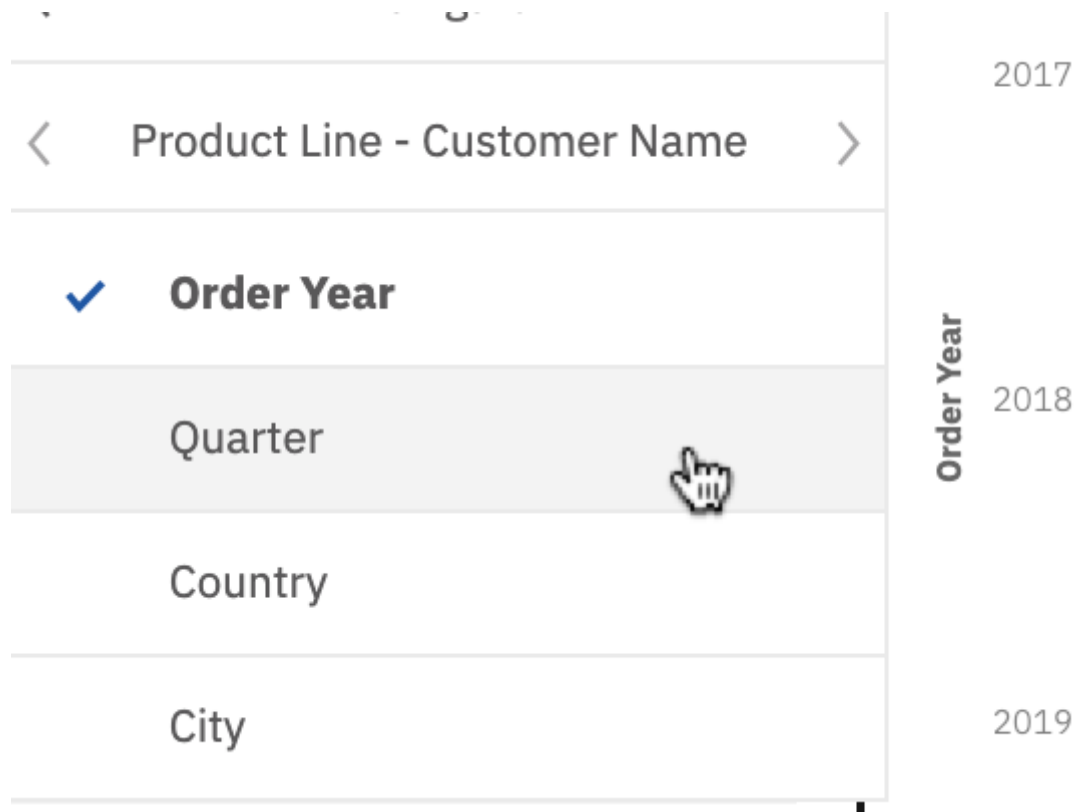 Product Line - Customer Name
Order Year
Quarter
Country
City
Order Year
2017
2018
2019